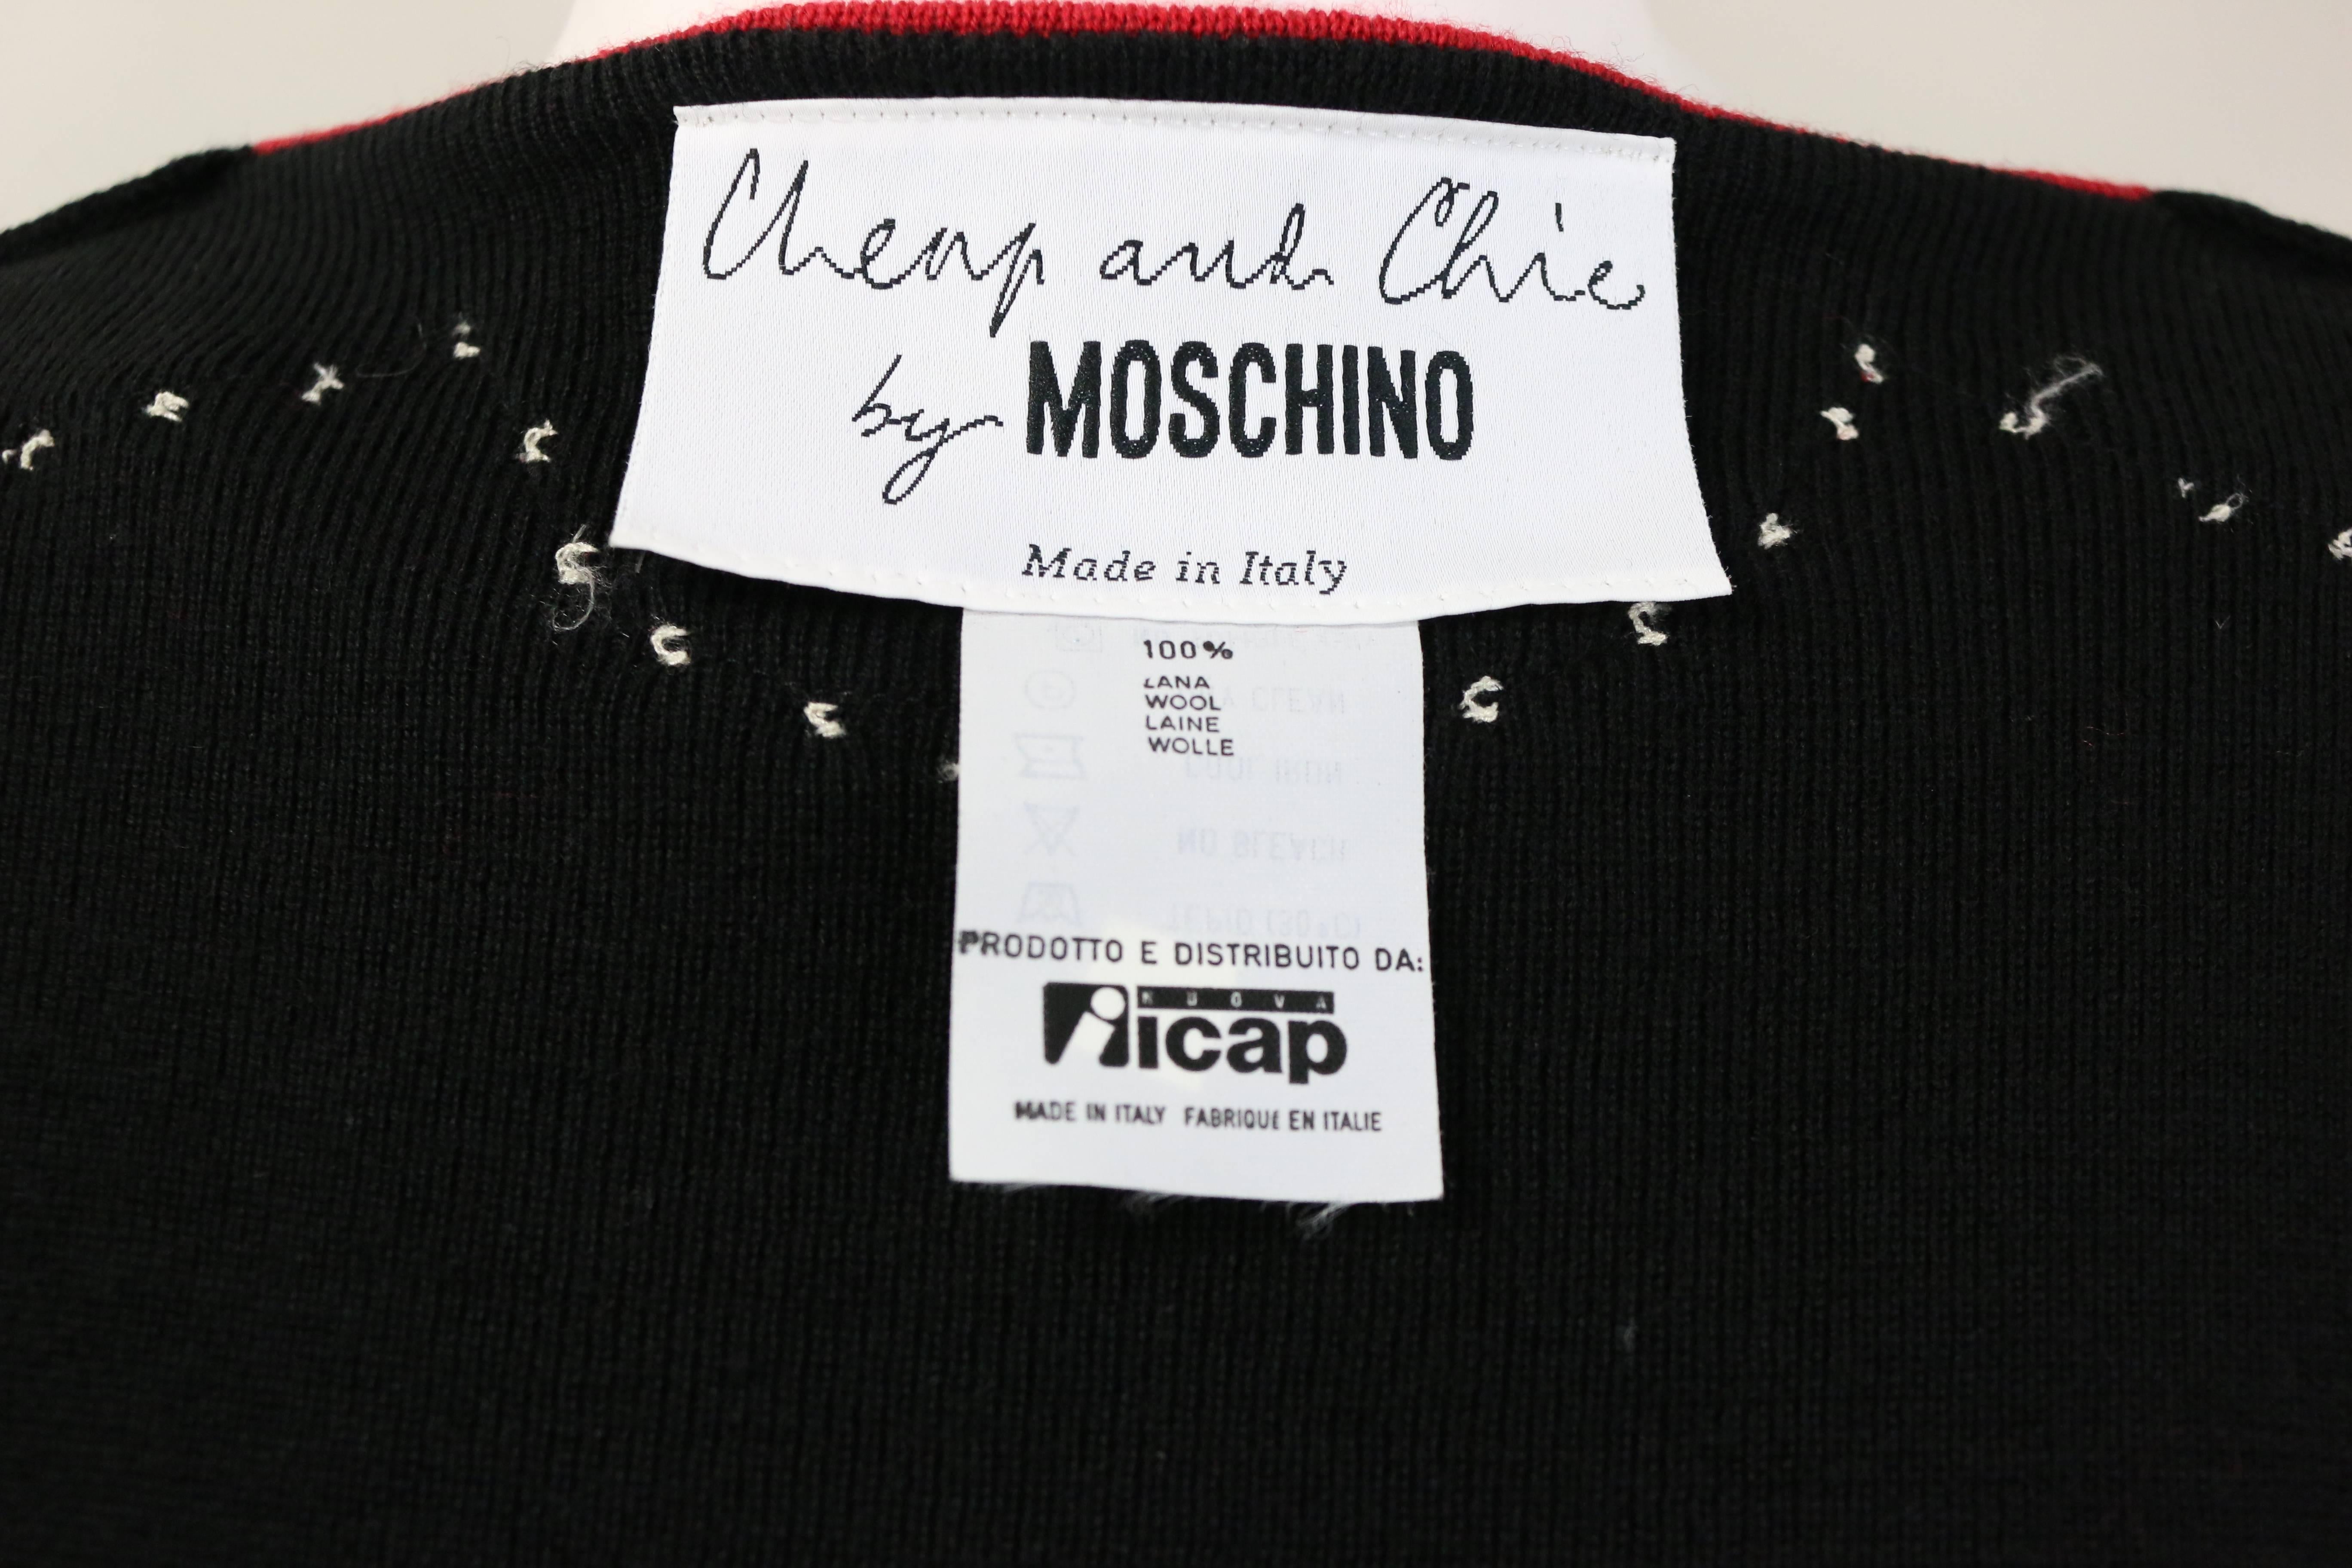 Cheap and Chic
by MOSCHINO
Made in Italy
100%
LANA
WOOL
LAINE
WOLLE
PRODOTTO E DISTRIBUITO DA:
NUOVA
icap
MADE IN ITALY FABRIQUE EN ITALIE